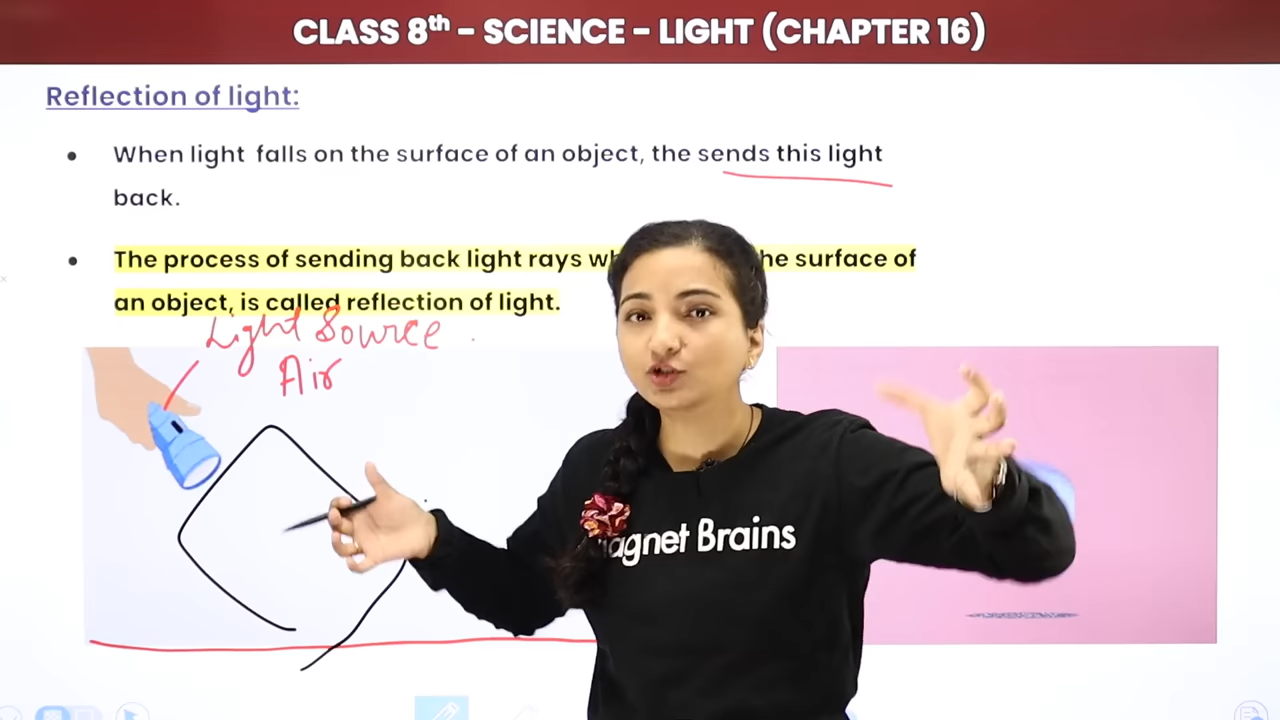 CLASS 8th - SCIENCE - LIGHT (CHAPTER 16)
Reflection of light:
When light falls on the surface of an object, the sends this light
back.
The process of sending back light rays he surface of
an object, is called reflection of light.
Light Source
Air
agnet Brains